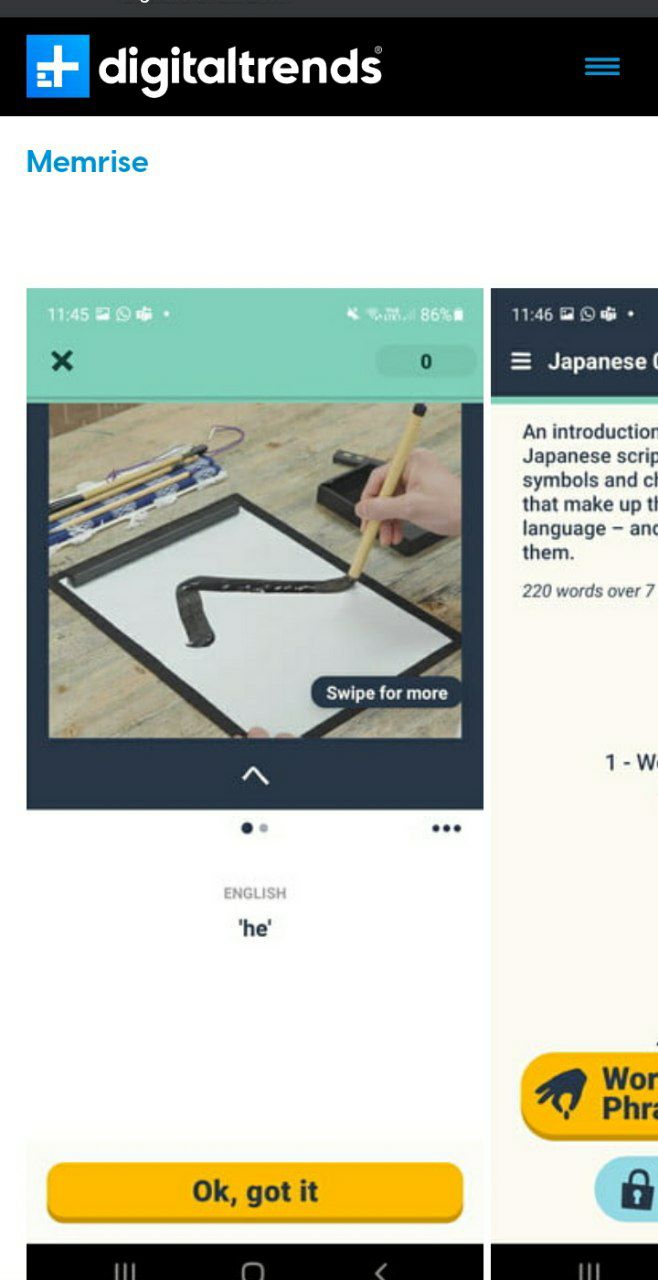 digitaltrends®
Memrise
11:45
86%
0
Swipe for more
ENGLISH
'he'
Ok, got it
11:46
Japanese
An introduction
Japanese scrip
symbols and ch
that make up th
language – and
them.
220 words over 7
1 - W
Wor
Phra